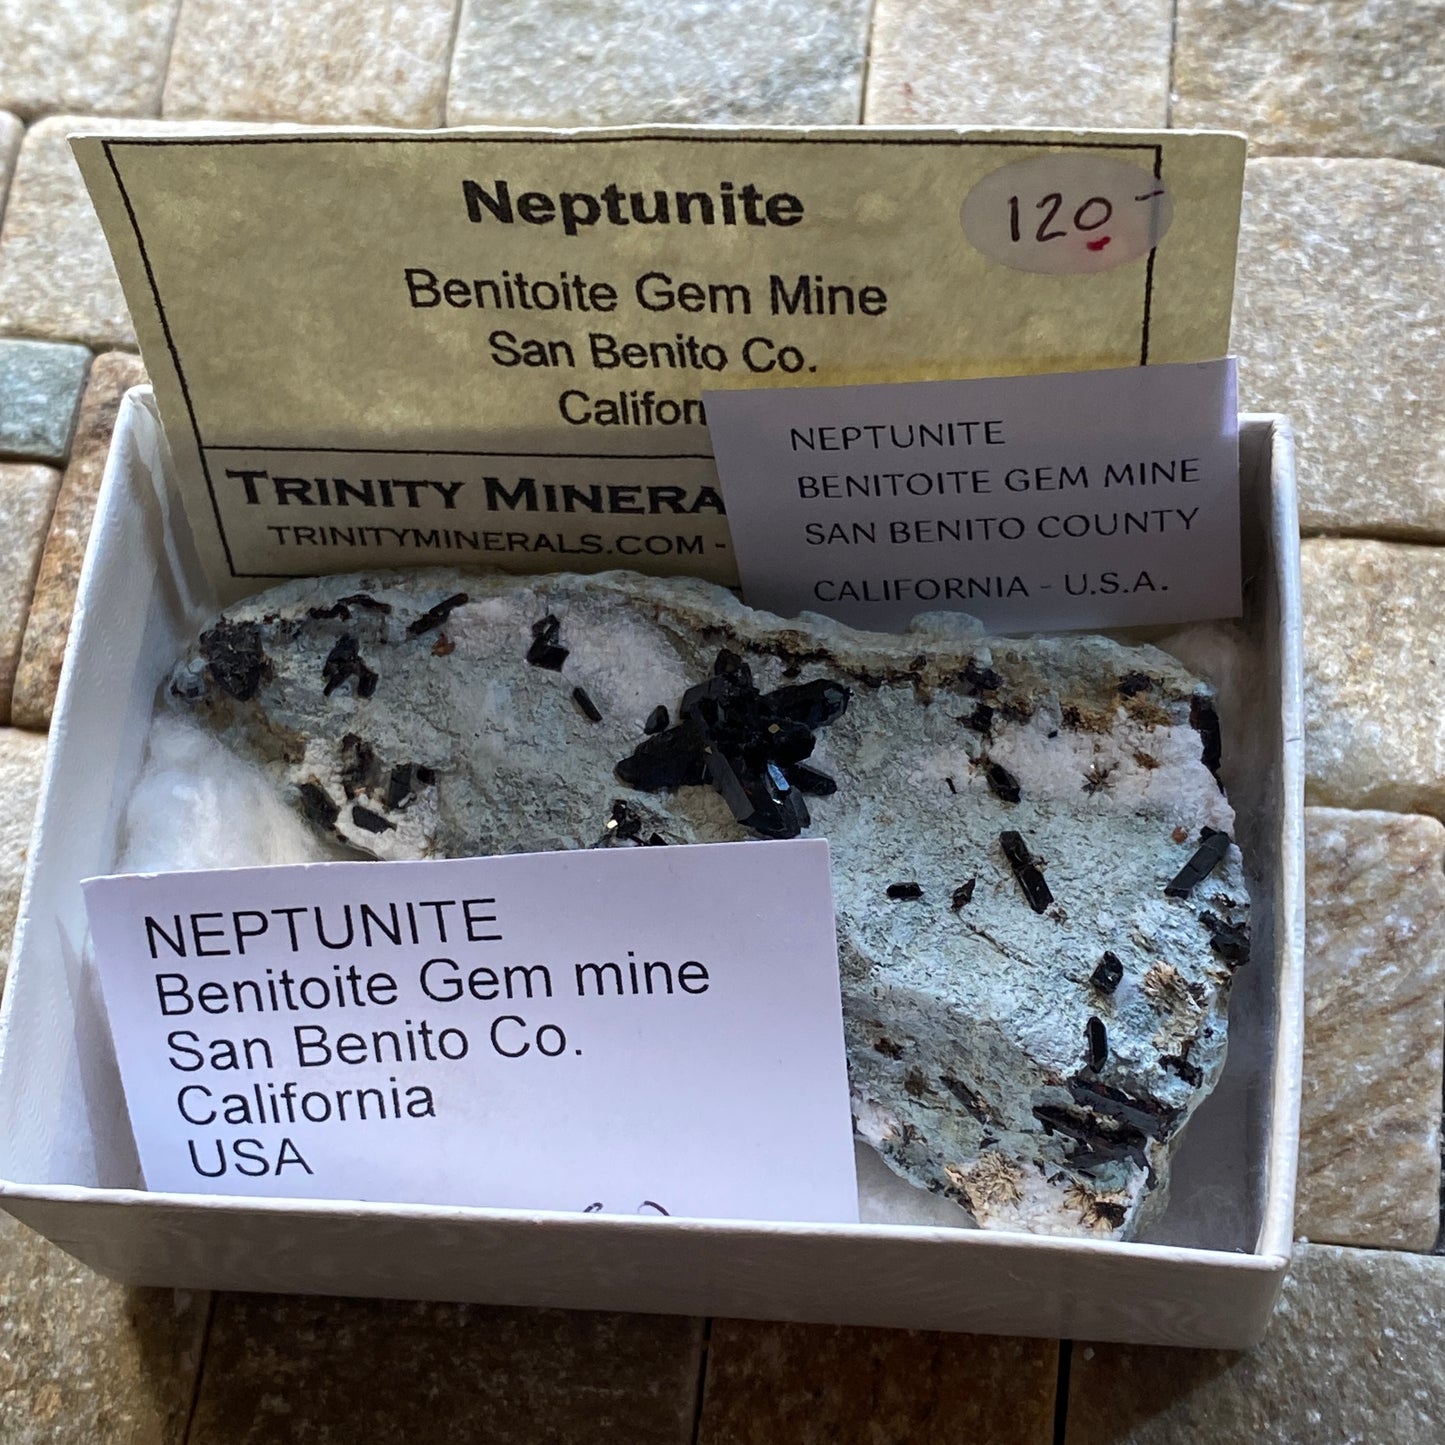 Neptunite
120-
Benitoite Gem Mine
San Benito Co.
Califor
TRINITY MINERA
TRINITYMINERALS.COM -
NEPTUNITE
BENITOITE GEM MINE
SAN BENITO COUNTY
CALIFORNIA - U.S.A.
NEPTUNITE
Benitoite Gem mine
San Benito Co.
California
USA